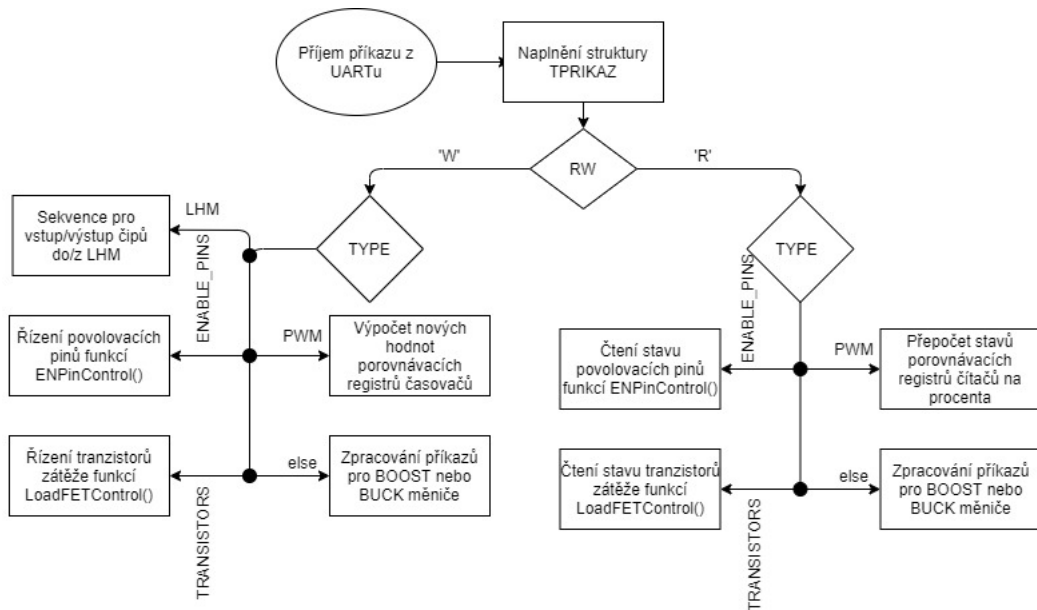 Příjem příkazu z
UARTu
Naplnění struktury
TPRIKAZ
RW
'W'
'R'
TYPE
LHM
Sekvence pro
vstup/výstup čipů
do/z LHM
ENABLE_PINS
Řízení povolovacích
pinů funkcí
ENPinControl()
PWM
Výpočet nových
hodnot
porovnávacích
registrů časovačů
Řízení tranzistorů
zátěže funkcí
LoadFETControl()
TRANSISTORS
else
Zpracování příkazů
pro BOOST nebo
BUCK měniče
TYPE
ENABLE_PINS
Čtení stavu
povolovacích pinů
funkcí ENPinControl()
PWM
Přepočet stavů
porovnávacích
registrů čítačů na
procenta
Čtení stavu tranzistorů
zátěže funkcí
LoadFETControl()
TRANSISTORS
else
Zpracování příkazů
pro BOOST nebo
BUCK měniče